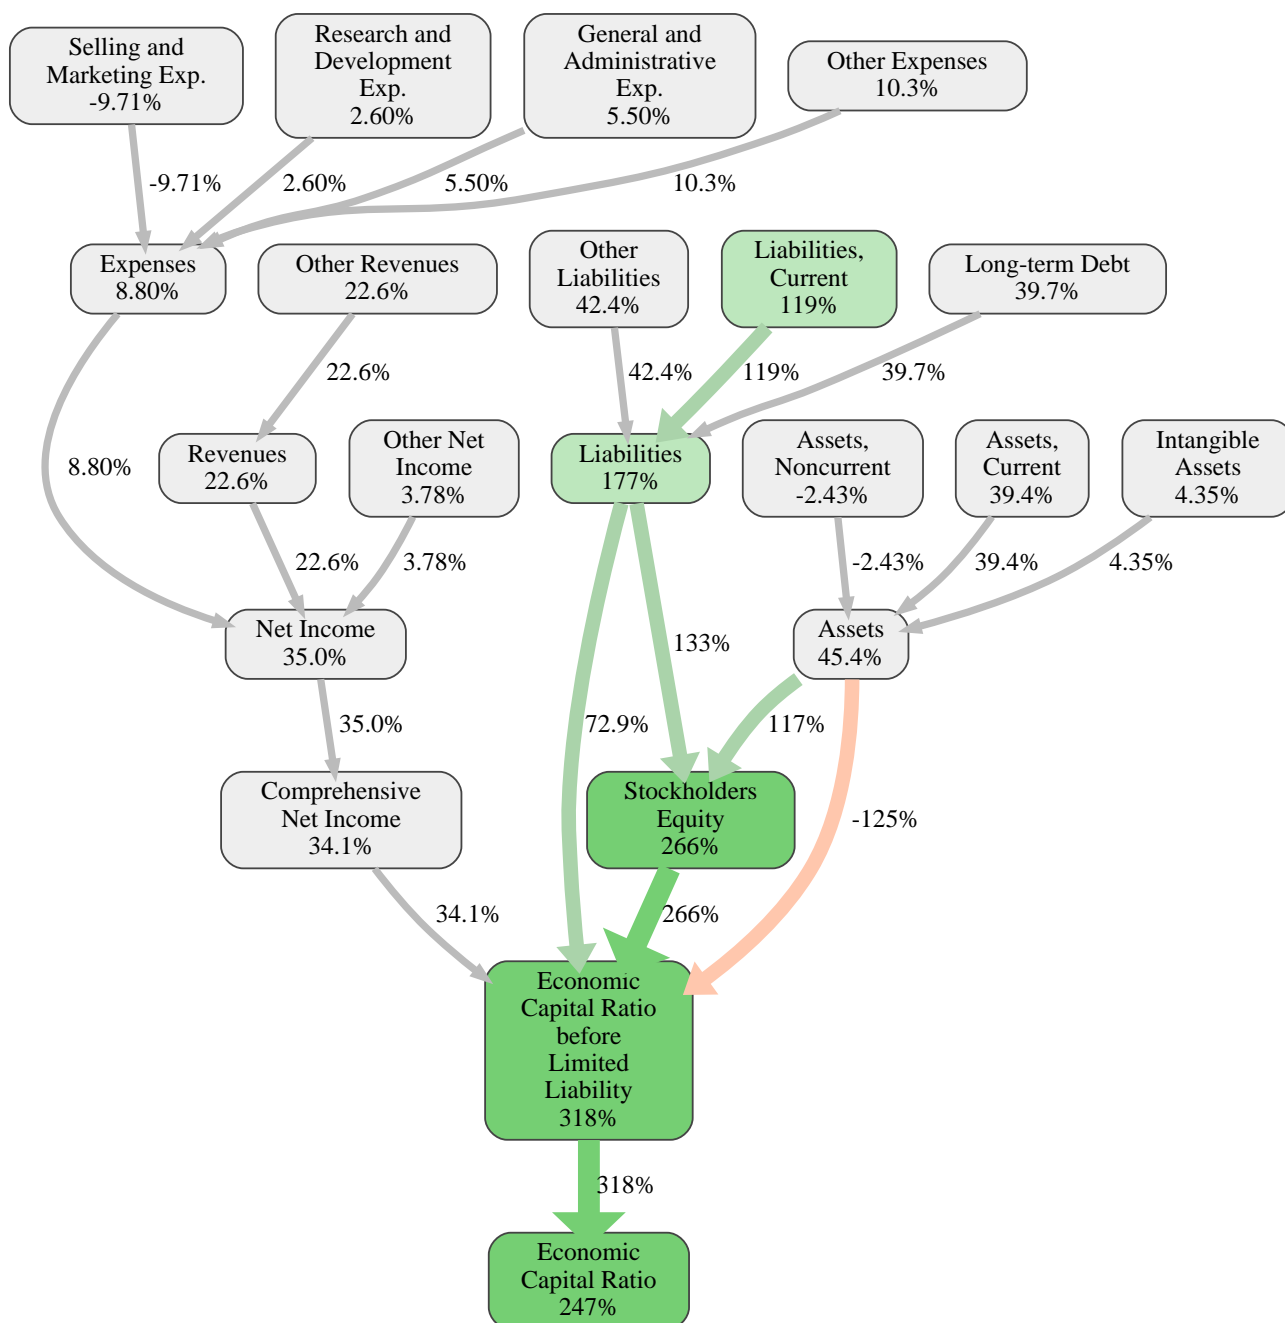 Selling and
Marketing Exp.
-9.71%
Research and
Development
Exp.
2.60%
General and
Administrative
Exp.
5.50%
Other Expenses
10.3%
-9.71%
2.60%
5.50%
10.3%
Expenses
8.80%
Other Revenues
22.6%
Other
Liabilities
42.4%
Liabilities,
Current
119%
Long-term Debt
39.7%
22.6%
42.4%
119%
39.7%
8.80%
Revenues
22.6%
Other Net
Income
3.78%
Liabilities
177%
Assets,
Noncurrent
-2.43%
Assets,
Current
39.4%
Intangible
Assets
4.35%
22.6%
3.78%
-2.43%
39.4%
4.35%
Net Income
35.0%
133%
Assets
45.4%
35.0%
72.9%
117%
Comprehensive
Net Income
34.1%
Stockholders
Equity
266%
-125%
34.1%
266%
Economic
Capital Ratio
before
Limited
Liability
318%
318%
Economic
Capital Ratio
247%